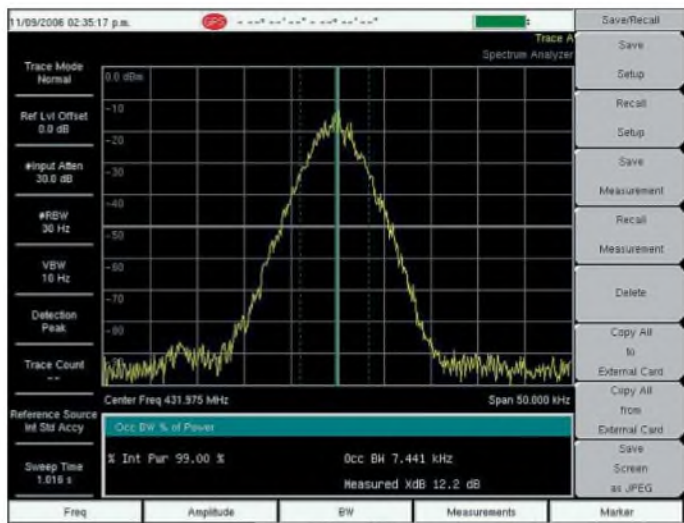 11/09/2006 02:35:17 p.m.
GPS
Save/Recall
Trace A
Spectrum Analyzer
Trace Mode
Normal
Ref Lvl Offset
0.0 dB
#Input Atten
30.0 dB
#RBW
30 Hz
VBW
10 Hz
Detection
Peak
Trace Count
--
Reference Source
Int Std Accy
Sweep Time
1.016 s
0.0 dBm
-10
-20
-30
-40
-50
-60
-70
-80
-90
Center Freq 431.975 MHz
Span 50.000 kHz
Occ BW % of Power
% Int Pwr 99.00 %
Occ BW 7.441 kHz
Measured XdB 12.2 dB
Save
Setup
Recall
Setup
Save
Measurement
Recall
Measurement
Delete
Copy All
to
External Card
Copy All
from
External Card
Save
Screen
as JPEG
Freq
Amplitude
BW
Measurements
Marker